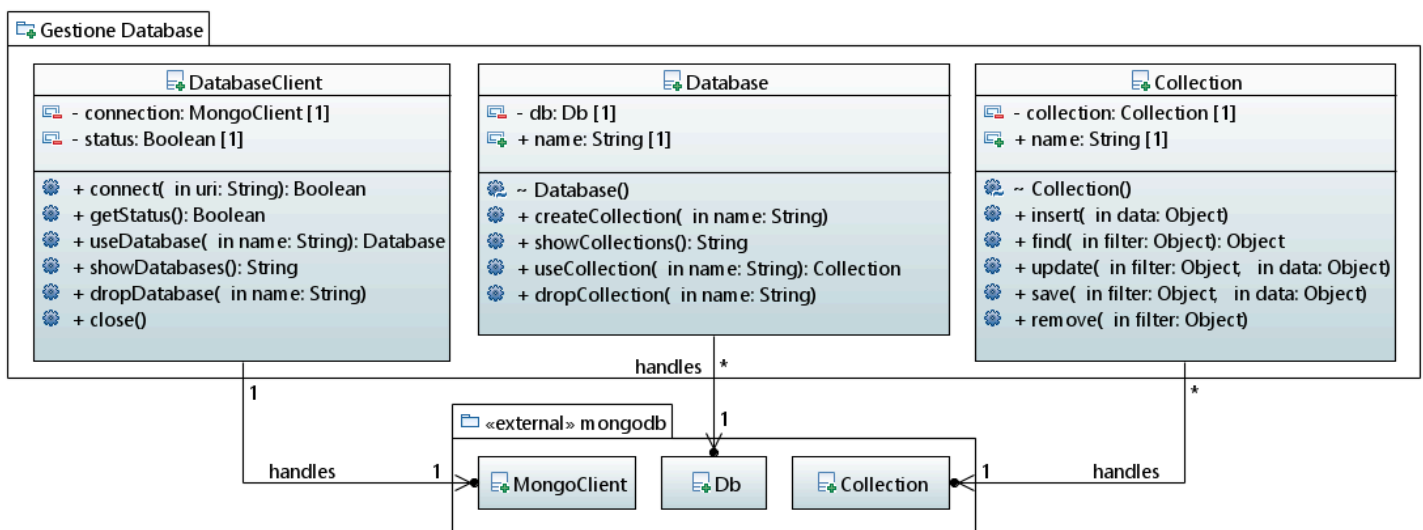 Gestione Database
DatabaseClient
- connection: MongoClient [1]
- status: Boolean [1]
+ connect( in uri: String): Boolean
+ getStatus(): Boolean
+ useDatabase( in name: String): Database
+ showDatabases(): String
+ dropDatabase( in name: String)
+ close()
Database
- db: Db [1]
+ name: String [1]
~ Database()
+ createCollection( in name: String)
+ showCollections(): String
+ useCollection( in name: String): Collection
+ dropCollection( in name: String)
Collection
- collection: Collection [1]
+ name: String [1]
~ Collection()
+ insert( in data: Object)
+ find( in filter: Object): Object
+ update( in filter: Object, in data: Object)
+ save( in filter: Object, in data: Object)
+ remove( in filter: Object)
handles *
1
*
«external» mongodb
1
handles
1
1
handles
MongoClient
Db
Collection